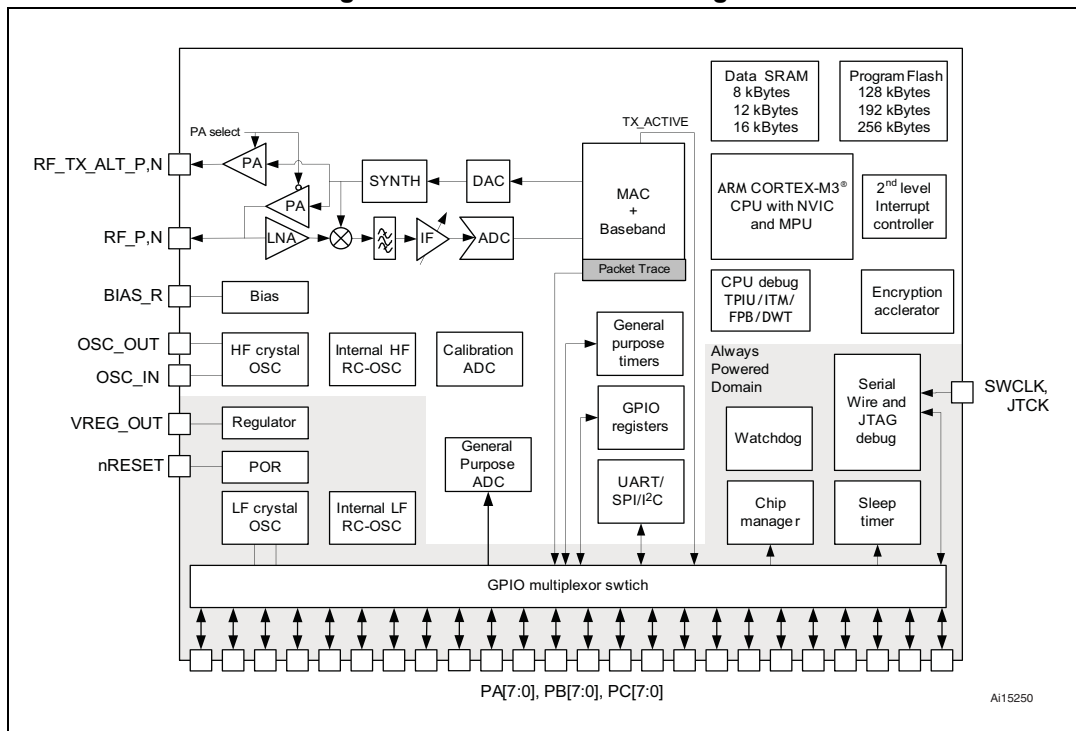 PA select
RF_TX_ALT_P,N
PA
PA
RF_P,N
LNA
SYNTH
DAC
IF
ADC
TX_ACTIVE
MAC
+
Baseband
Packet Trace
Data SRAM
8 kBytes
12 kBytes
16 kBytes
Program Flash
128 kBytes
192 kBytes
256 kBytes
ARM CORTEX-M3®
CPU with NVIC
and MPU
2nd level
Interrupt
controller
CPU debug
TPIU/ITM/
FPB/DWT
Encryption
acclerator
BIAS_R
Bias
OSC_OUT
OSC_IN
HF crystal
OSC
Internal HF
RC-OSC
Calibration
ADC
General
purpose
timers
Always
Powered
Domain
Serial
Wire and
JTAG
debug
SWCLK,
JTCK
VREG_OUT
Regulator
GPIO
registers
Watchdog
nRESET
POR
General
Purpose
ADC
UART/
SPI/I2C
LF crystal
OSC
Internal LF
RC-OSC
Chip
manager
Sleep
timer
GPIO multiplexor swtich
PA[7:0], PB[7:0], PC[7:0]
Ai15250